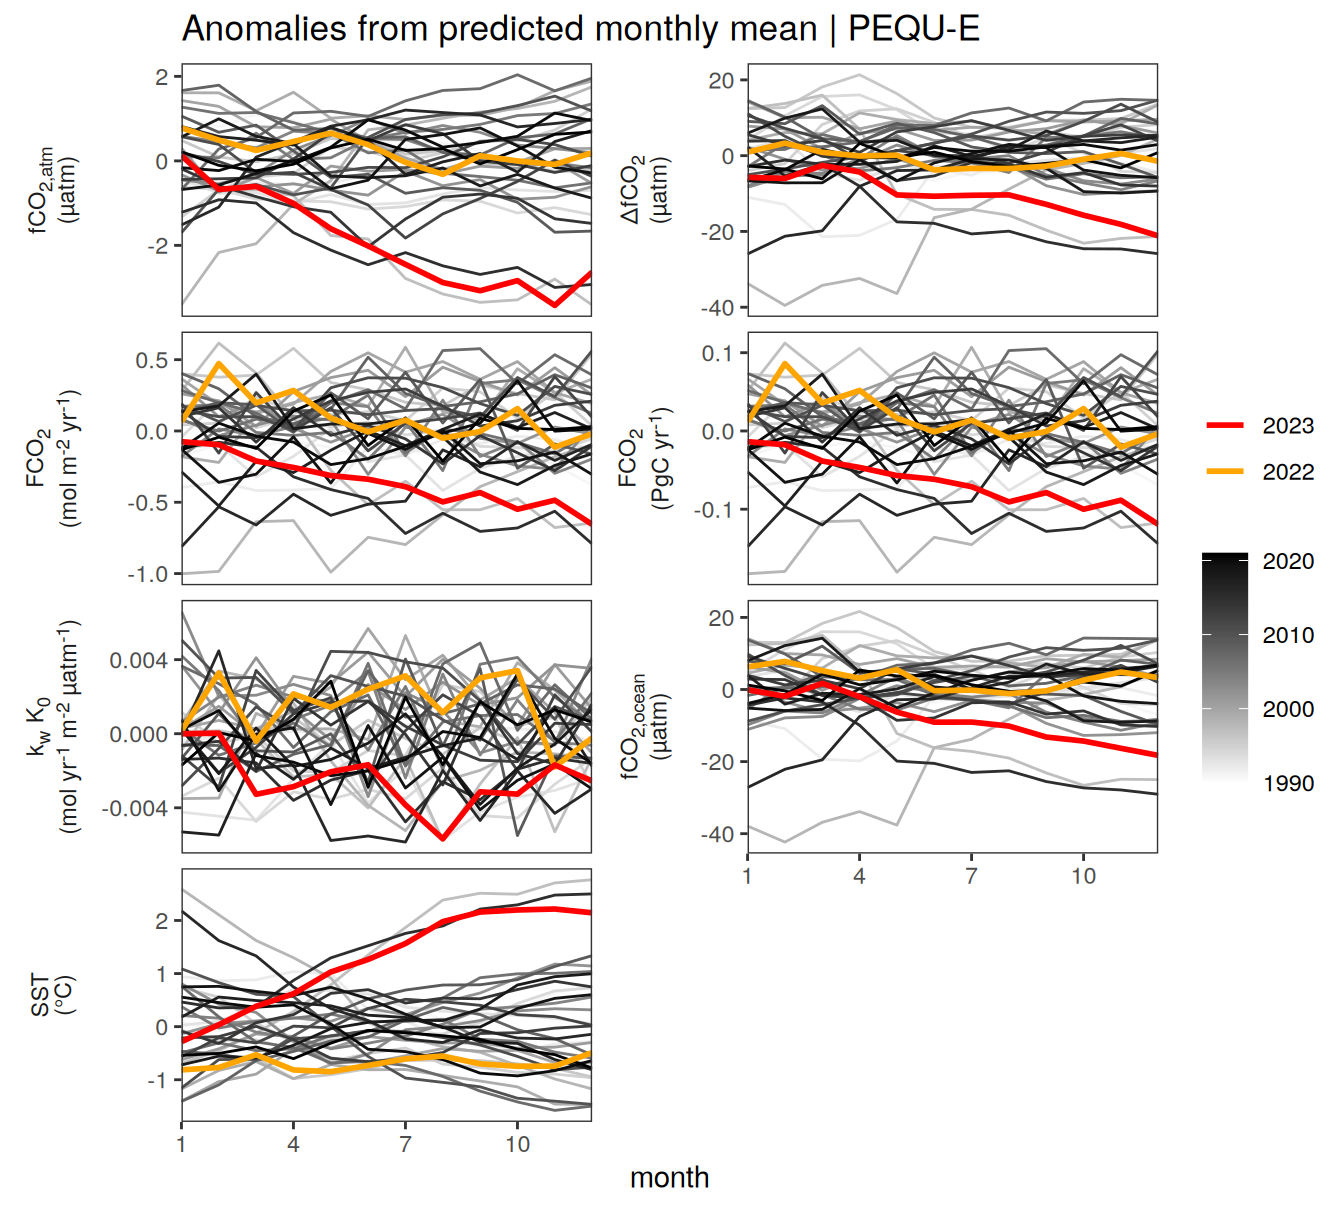 Anomalies from predicted monthly mean | PEQU-E
fCO2,atm
(µatm)
2
0
-2
ΔfCO2
(µatm)
20
0
-20
-40
FCO2
(mol m-2 yr-1)
0.5
0.0
-0.5
-1.0
FCO2
(PgC yr-1)
0.1
0.0
-0.1
kw K0
(mol yr-1 m-2 µatm-1)
0.004
0.000
-0.004
fCO2,ocean
(µatm)
20
0
-20
-40
1 4 7 10
SST
(°C)
2
1
0
-1
1 4 7 10
month
2023
2022
2020
2010
2000
1990